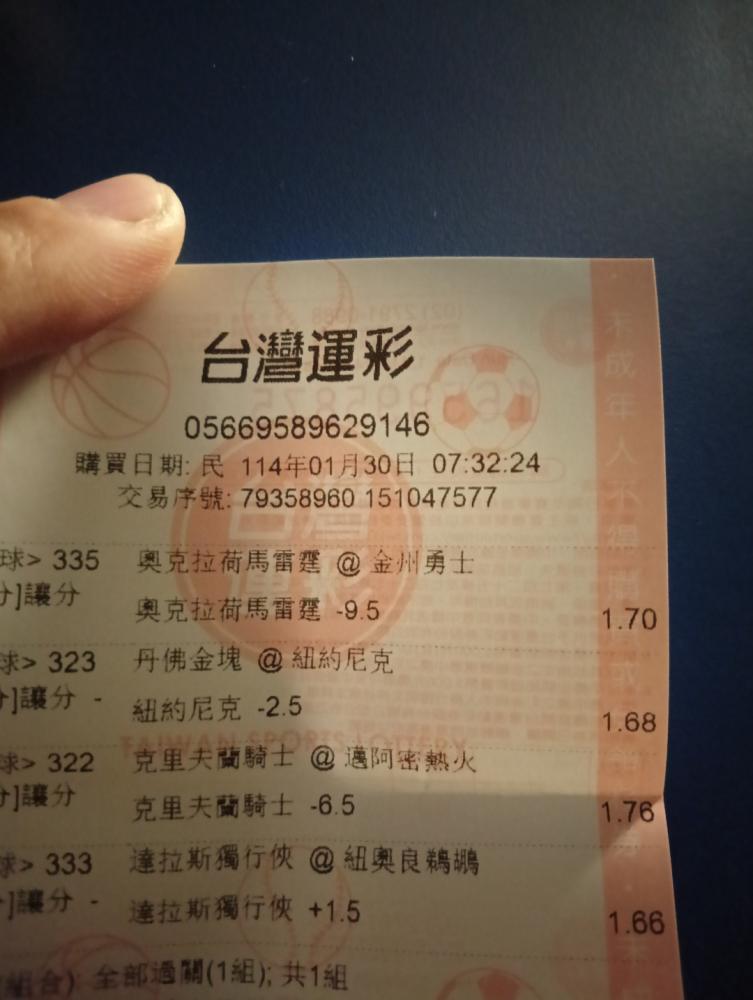 台灣運彩
05669589629146
購買日期: 民 114年01月30日 07:32:24
交易序號: 79358960 151047577
球> 335 奧克拉荷馬雷霆 @ 金州勇士
分]讓分 奧克拉荷馬雷霆 -9.5 1.70
球> 323 丹佛金塊 @ 紐約尼克
分]讓分 - 紐約尼克 -2.5 1.68
球> 322 克里夫蘭騎士 @ 邁阿密熱火
分]讓分 克里夫蘭騎士 -6.5 1.76
球> 333 達拉斯獨行俠 @ 紐奧良鵜鶘
]讓分 - 達拉斯獨行俠 +1.5 1.66
組合) 全部過關(1組); 共1組
TAIWAN SPORTS LOTTERY
未成年人不得